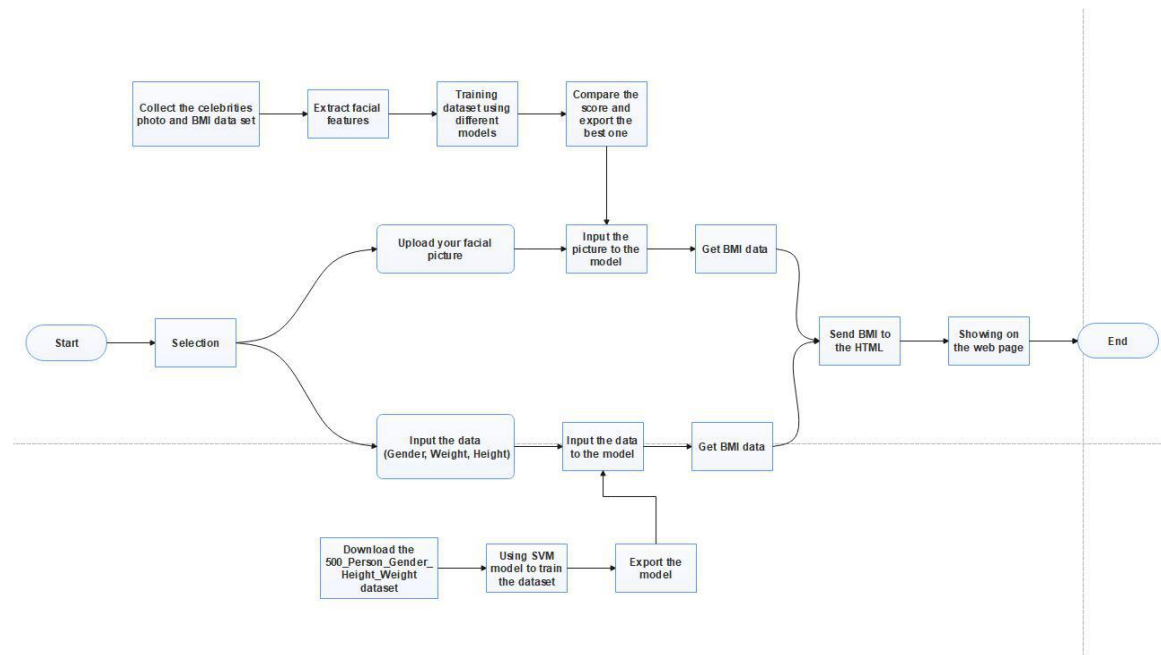 Collect the celebrities
photo and BMI data set
Extract facial
features
Training
dataset using
different
models
Compare the
score and
export the
best one
Upload your facial
picture
Input the
picture to the
model
Get BMI data
Start
Selection
Send BMI to
the HTML
Showing on
the web page
End
Input the data
(Gender, Weight, Height)
Input the data
to the model
Get BMI data
Download the
500_Person_Gender_
Height_Weight
dataset
Using SVM
model to train
the dataset
Export the
model